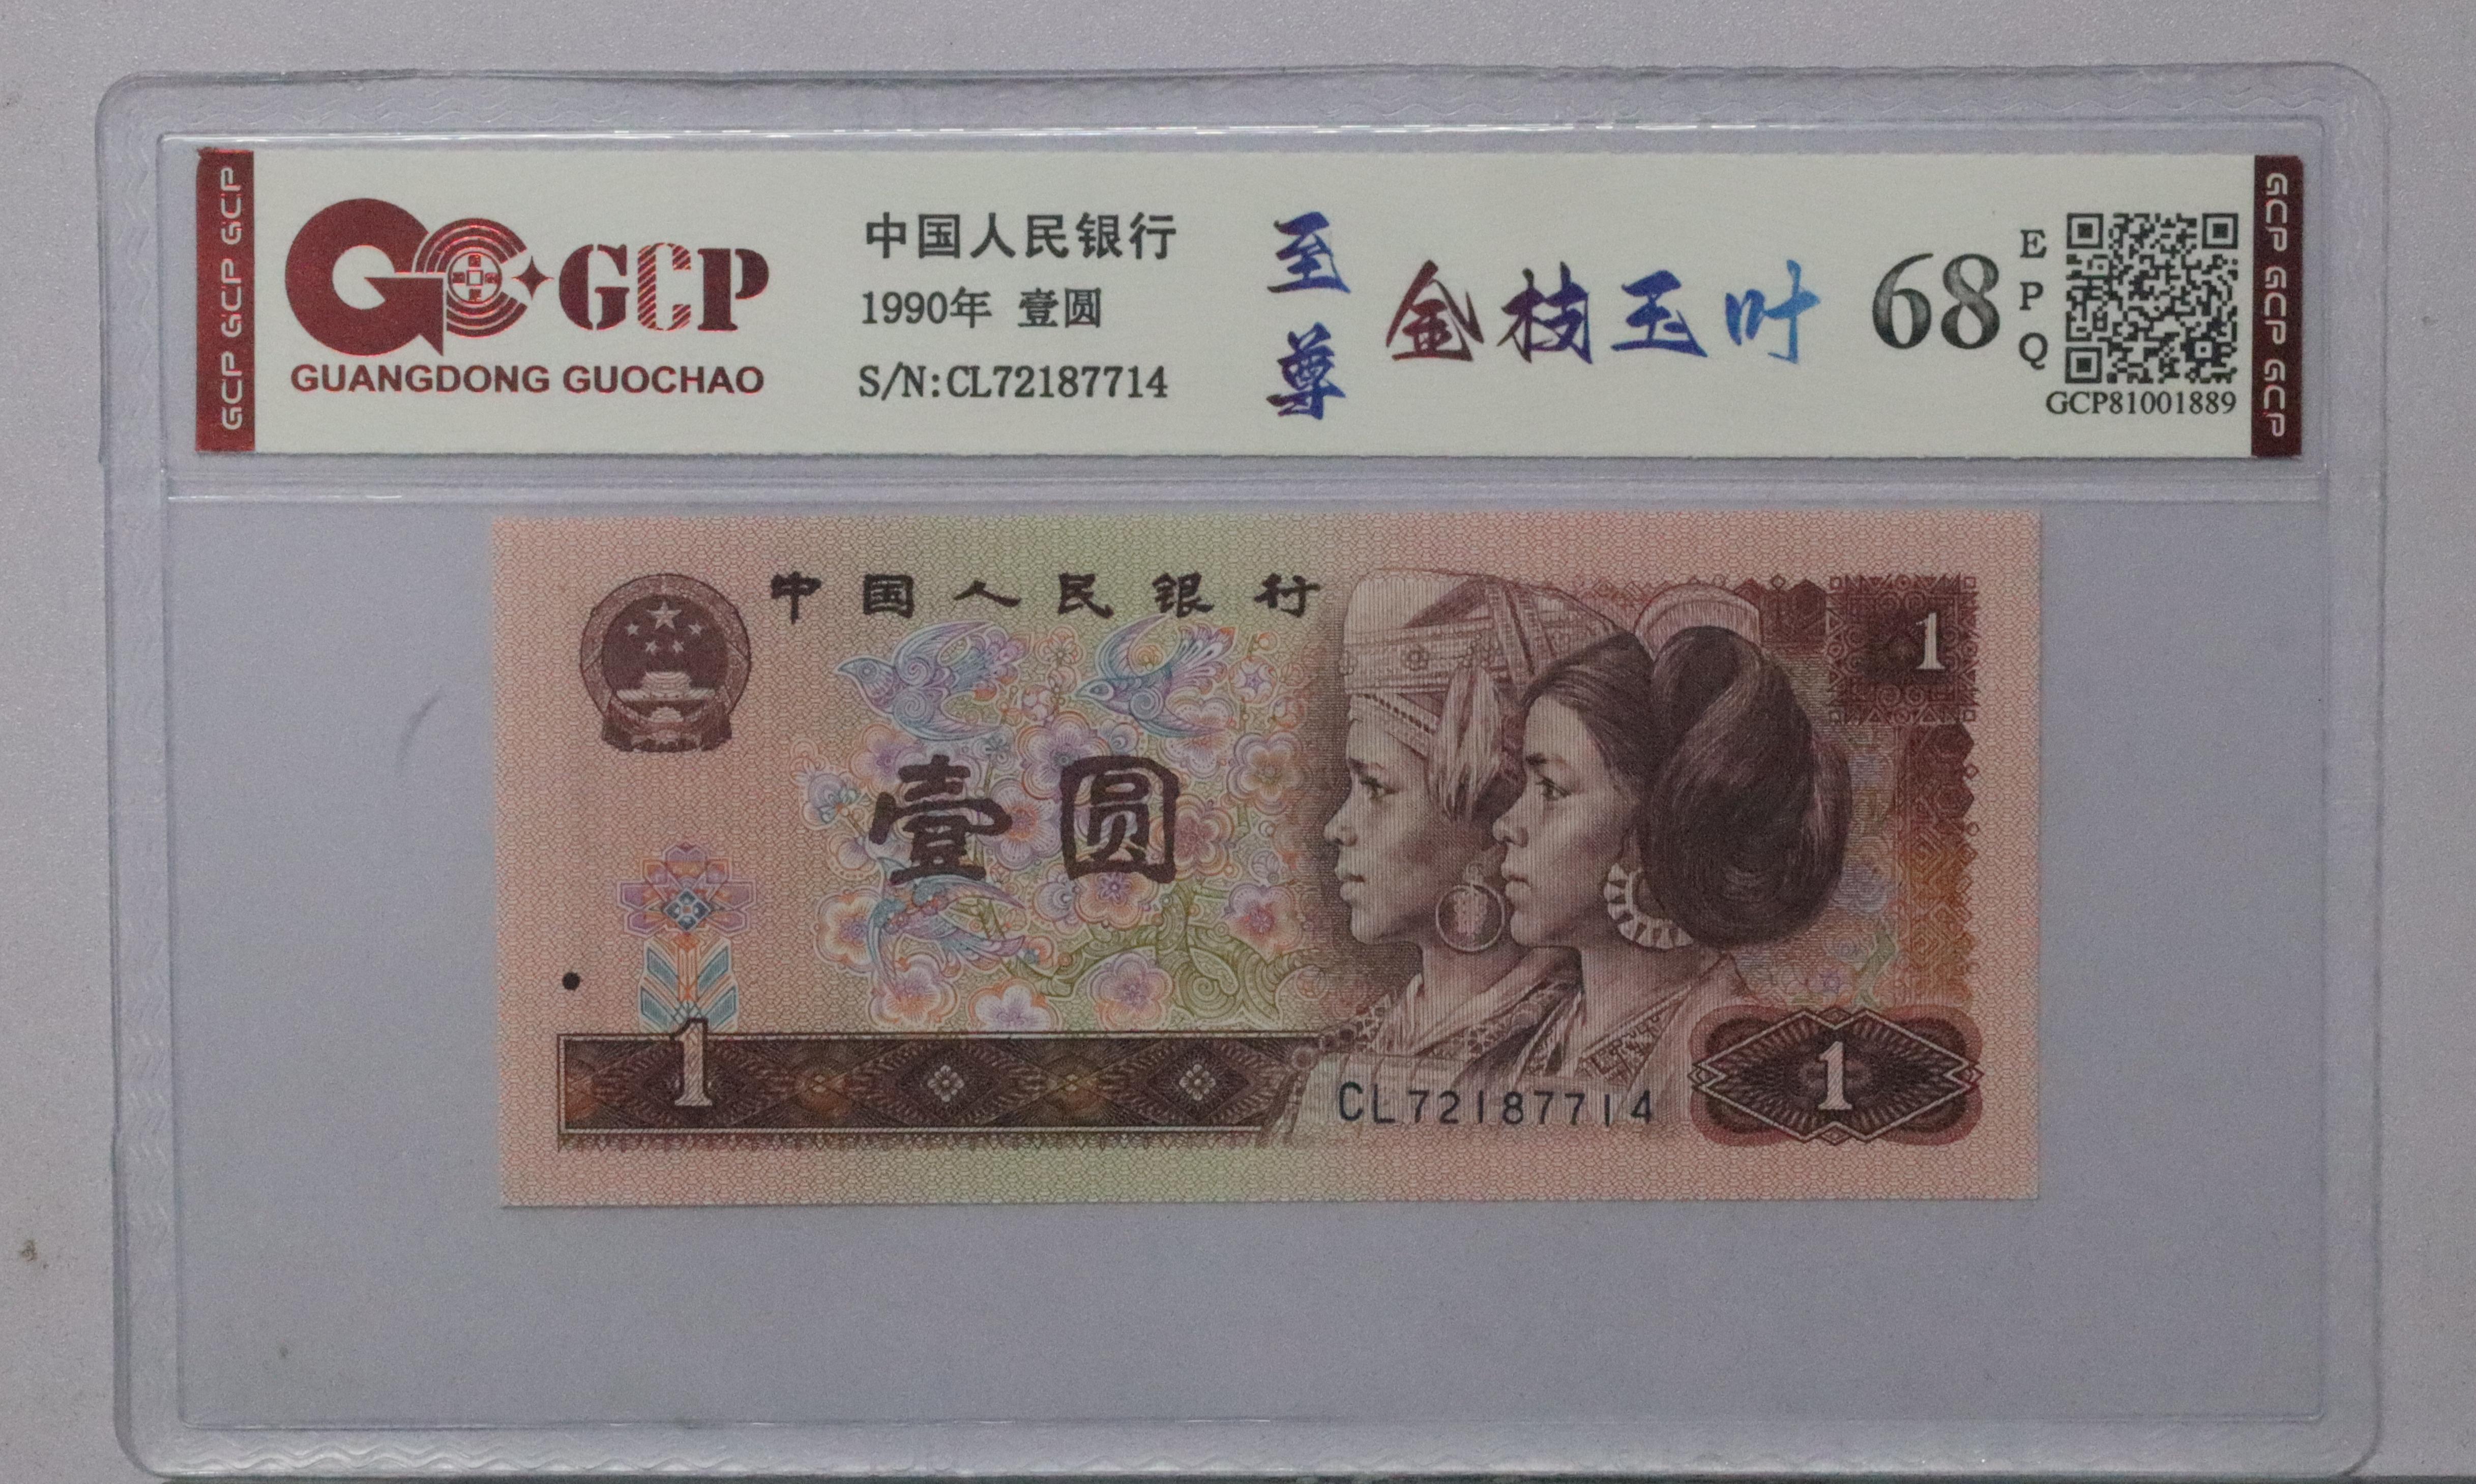 GCP GCP GCP
GCP
GUANGDONG GUOCHAO
中国人民银行
1990年 壹圆
S/N:CL72187714
至尊
金枝玉叶
68
EPQ
GCP81001889
GCP GCP GCP
中国人民银行
1
壹圆
1
CL72187714
1